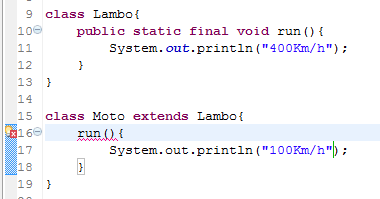 9 class Lambo{
10 public static final void run(){
11 System.out.println("400Km/h");
12 }
13 }
14
15 class Moto extends Lambo{
16 run(){
17 System.out.println("100Km/h");
18 }
19 }